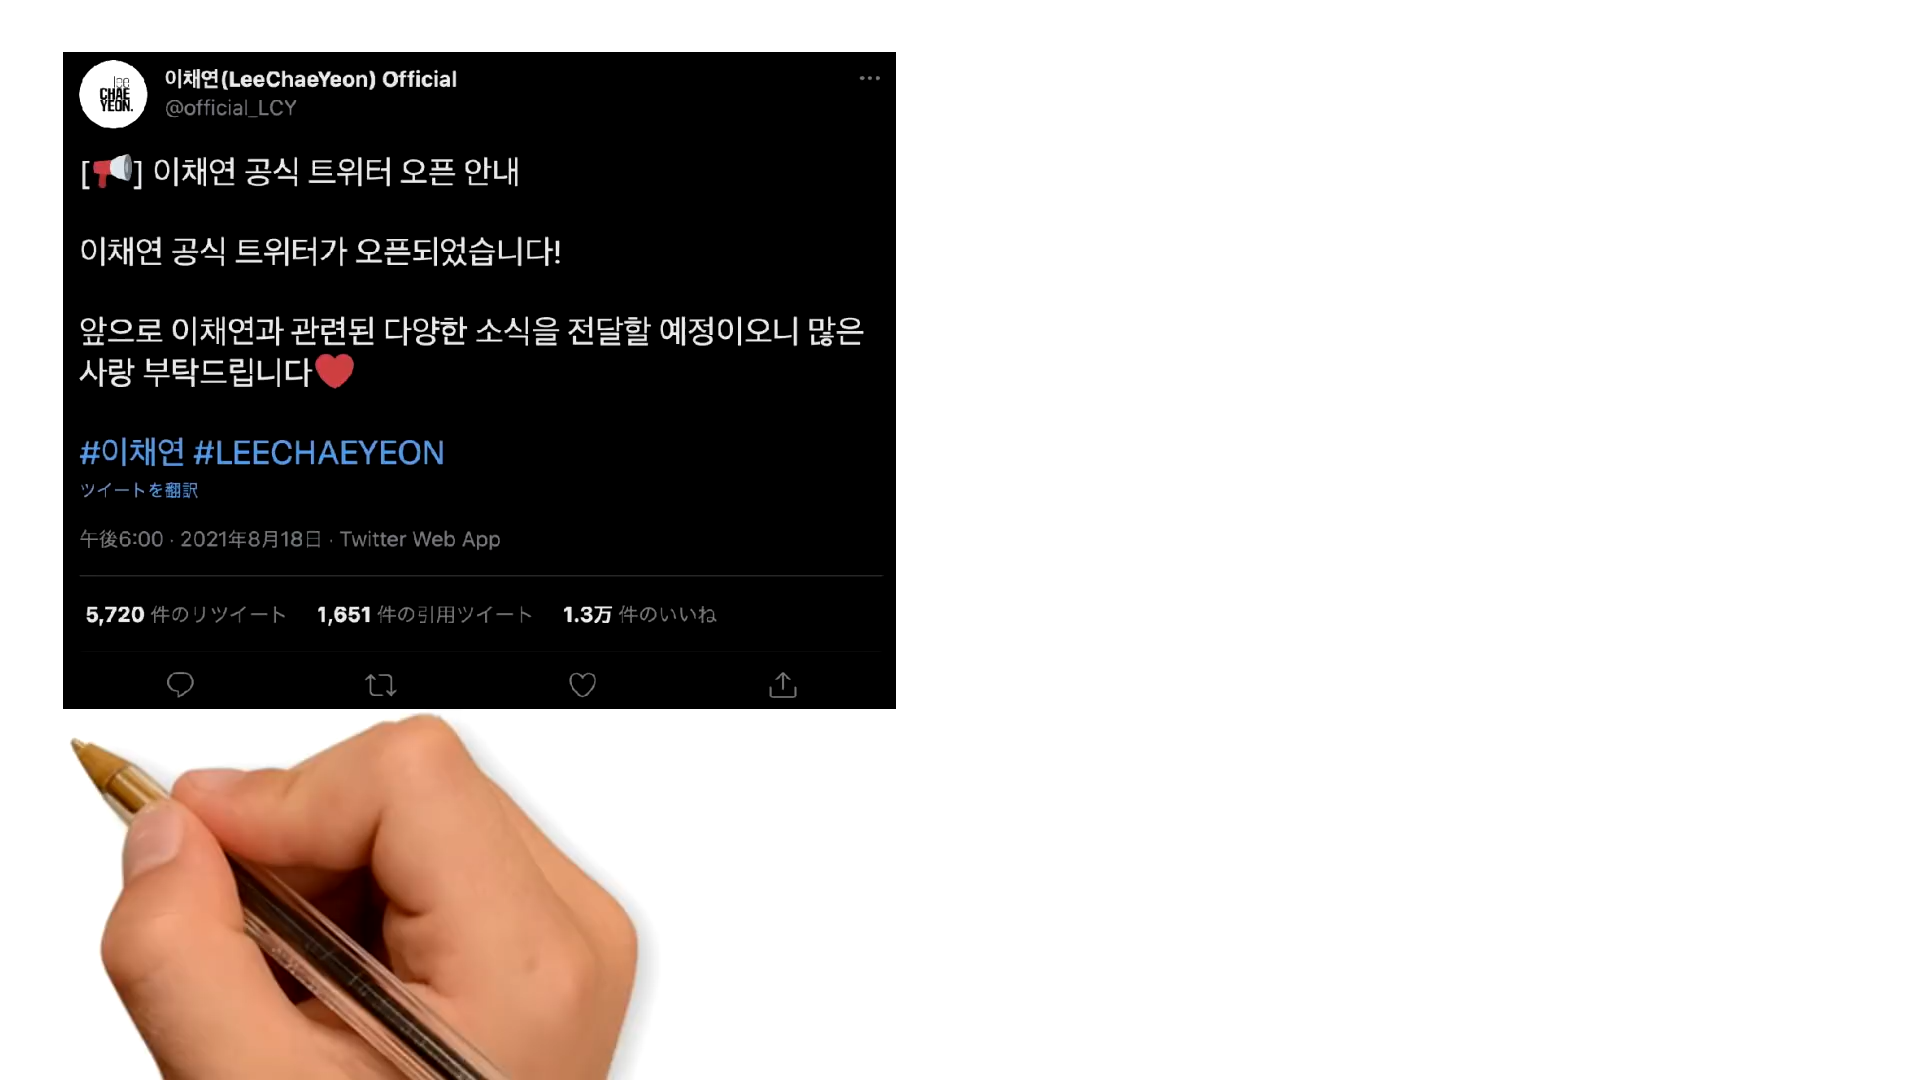 lee
CHAE
YEON.
이채연(LeeChaeYeon) Official
@official_LCY
[📢] 이채연 공식 트위터 오픈 안내
이채연 공식 트위터가 오픈되었습니다!
앞으로 이채연과 관련된 다양한 소식을 전달할 예정이오니 많은
사랑 부탁드립니다❤️
#이채연 #LEECHAEYEON
ツイートを翻訳
午後6:00 · 2021年8月18日 · Twitter Web App
5,720 件のリツイート 1,651 件の引用ツイート 1.3万 件のいいね